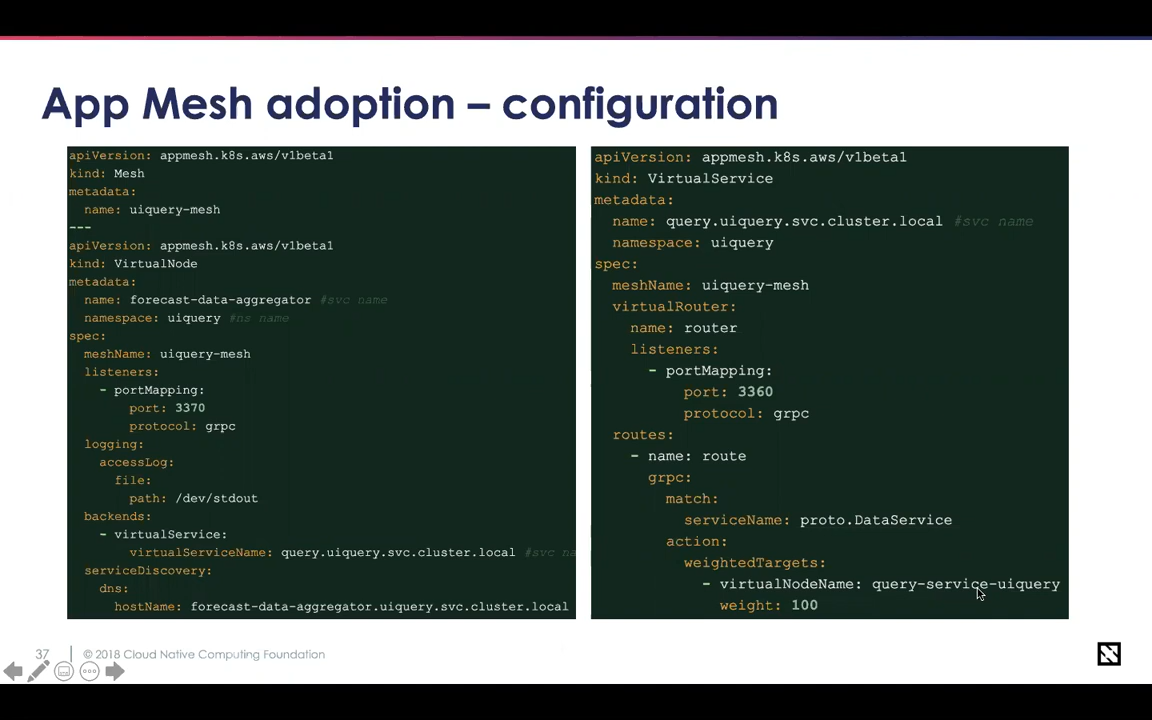 App Mesh adoption – configuration
apiVersion: appmesh.k8s.aws/v1beta1
kind: Mesh
metadata:
  name: uiquery-mesh
---
apiVersion: appmesh.k8s.aws/v1beta1
kind: VirtualNode
metadata:
  name: forecast-data-aggregator #svc name
  namespace: uiquery #ns name
spec:
  meshName: uiquery-mesh
  listeners:
    - portMapping:
        port: 3370
        protocol: grpc
  logging:
    accessLog:
      file:
        path: /dev/stdout
  backends:
    - virtualService:
        virtualServiceName: query.uiquery.svc.cluster.local #svc na
  serviceDiscovery:
    dns:
      hostName: forecast-data-aggregator.uiquery.svc.cluster.local
apiVersion: appmesh.k8s.aws/v1beta1
kind: VirtualService
metadata:
  name: query.uiquery.svc.cluster.local #svc name
  namespace: uiquery
spec:
  meshName: uiquery-mesh
  virtualRouter:
    name: router
    listeners:
      - portMapping:
          port: 3360
          protocol: grpc
  routes:
    - name: route
      grpc:
        match:
          serviceName: proto.DataService
        action:
          weightedTargets:
            - virtualNodeName: query-service-uiquery
              weight: 100
37 | © 2018 Cloud Native Computing Foundation